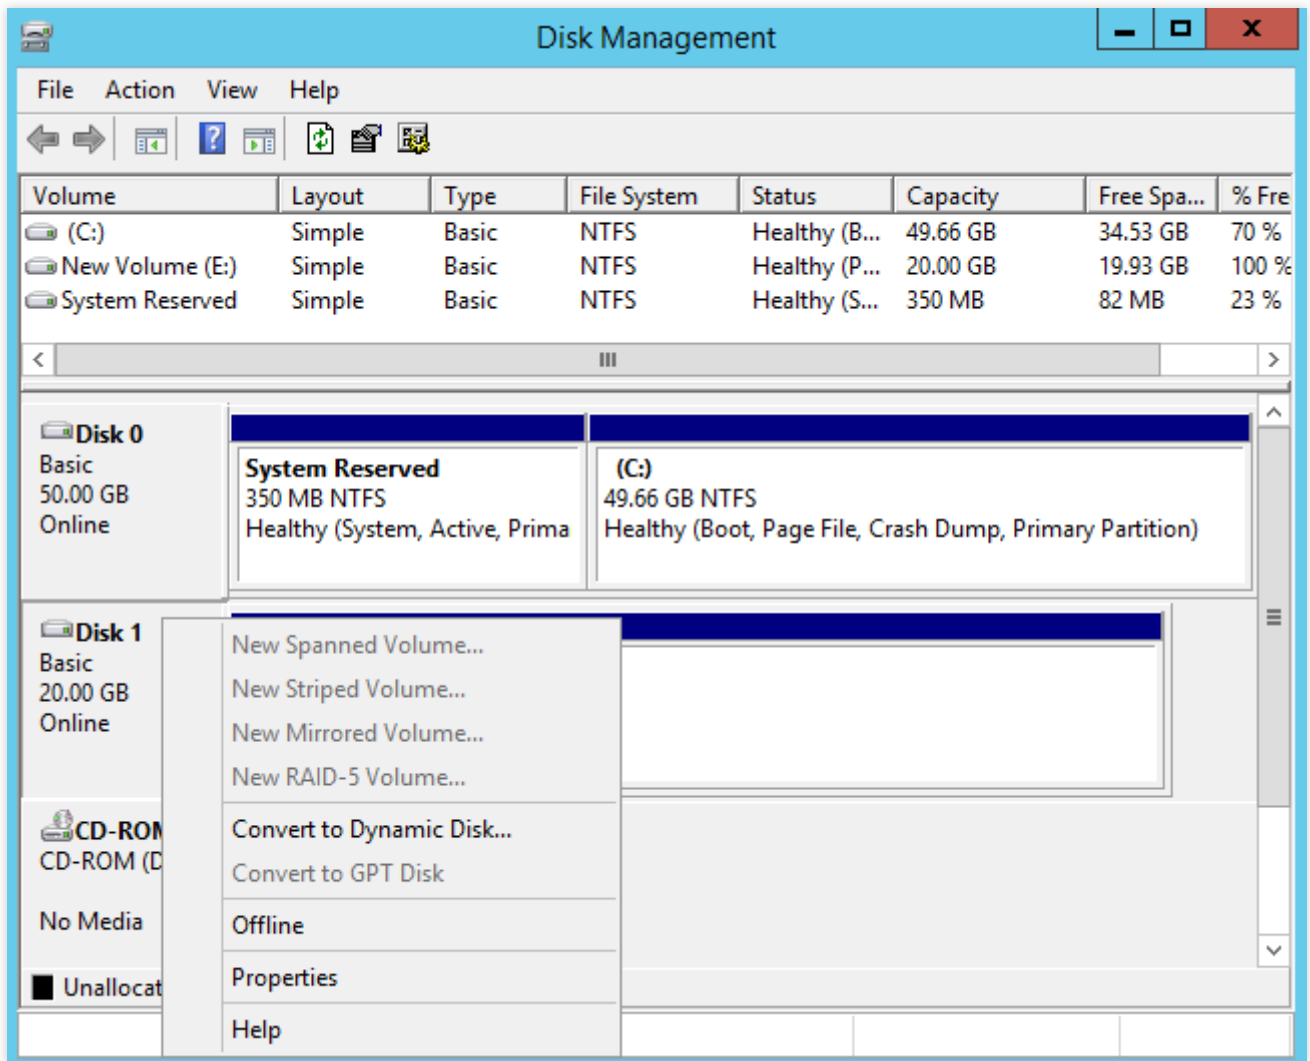 Disk Management
File Action View Help
Volume Layout Type File System Status Capacity Free Spa... % Fre
(C:) Simple Basic NTFS Healthy (B... 49.66 GB 34.53 GB 70 %
New Volume (E:) Simple Basic NTFS Healthy (P... 20.00 GB 19.93 GB 100 %
System Reserved Simple Basic NTFS Healthy (S... 350 MB 82 MB 23 %
Disk 0
Basic
50.00 GB
Online
System Reserved
350 MB NTFS
Healthy (System, Active, Prima
(C:)
49.66 GB NTFS
Healthy (Boot, Page File, Crash Dump, Primary Partition)
Disk 1
Basic
20.00 GB
Online
New Spanned Volume...
New Striped Volume...
New Mirrored Volume...
New RAID-5 Volume...
Convert to Dynamic Disk...
Convert to GPT Disk
Offline
Properties
Help
CD-ROM
CD-ROM (D
No Media
Unallocat